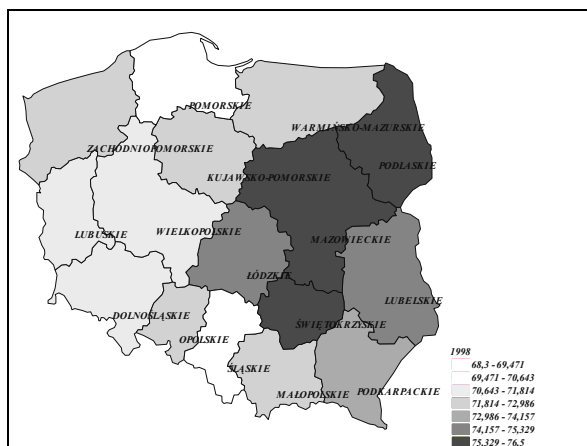 POMORSKIE
WARMIŃSKO-MAZURSKIE
ZACHODNIOPOMORSKIE
PODLASKIE
KUJAWSKO-POMORSKIE
LUBUSKIE
WIELKOPOLSKIE
MAZOWIECKIE
ŁÓDZKIE
LUBELSKIE
DOLNOŚLĄSKIE
ŚWIĘTOKRZYSKIE
OPOLSKIE
ŚLĄSKIE
MAŁOPOLSKIE
PODKARPACKIE
1998
68,3 - 69,471
69,471 - 70,643
70,643 - 71,814
71,814 - 72,986
72,986 - 74,157
74,157 - 75,329
75,329 - 76,5